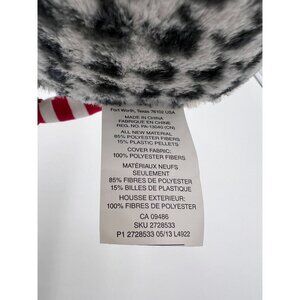 Fort Worth, Texas 76102 USA
MADE IN CHINA
FABRIQUÉ EN CHINE
REG. NO. PA-13040 (CN)
ALL NEW MATERIAL
85% POLYESTER FIBERS
15% PLASTIC PELLETS
COVER FABRIC:
100% POLYESTER FIBERS
MATÉRIAUX NEUFS
SEULEMENT
85% FIBRES DE POLYESTER
15% BILLES DE PLASTIQUE
HOUSSE EXTERIEUR:
100% FIBRES DE POLYESTER
CA 09486
SKU 2728533
P1 2728533 05/13 L4922